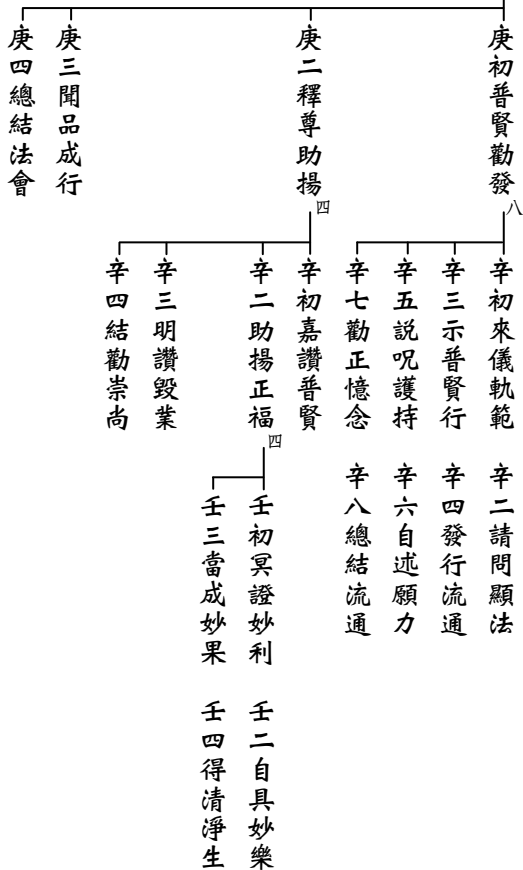 庚初普賢勸發
八
辛初來儀軌範
辛二請問顯法
辛三示普賢行
辛四發行流通
辛五說呪護持
辛六自述願力
辛七勸正憶念
辛八總結流通
庚二釋尊助揚
四
辛初嘉讚普賢
辛二助揚正福
四
壬初冥證妙利
壬二自具妙樂
壬三當成妙果
壬四得清淨生
辛三明讚毀業
辛四結勸崇尚
庚三聞品成行
庚四總結法會